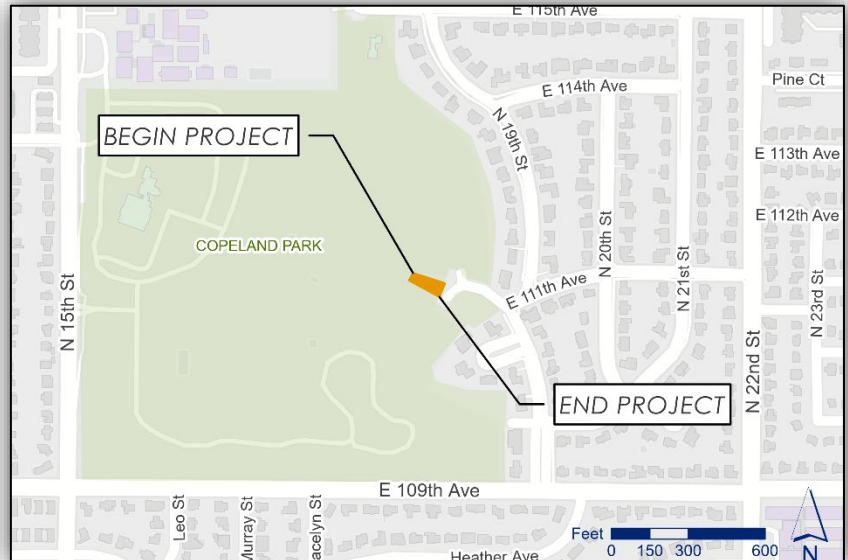 E 115th Ave
Pine Ct
E 114th Ave
BEGIN PROJECT
N 19th St
E 113th Ave
E 112th Ave
COPELAND PARK
N 20th St
N 21st St
N 23rd St
E 111th Ave
N 15th St
N 22nd St
END PROJECT
E 109th Ave
Leo St
Murray St
Jacelyn St
Heather Ave
Feet
0 150 300 600
N